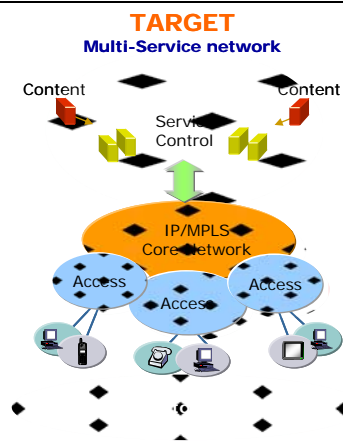 TARGET
Multi-Service network
Content
Content
Service
Control
IP/MPLS
Core Network
Access
Access
Access